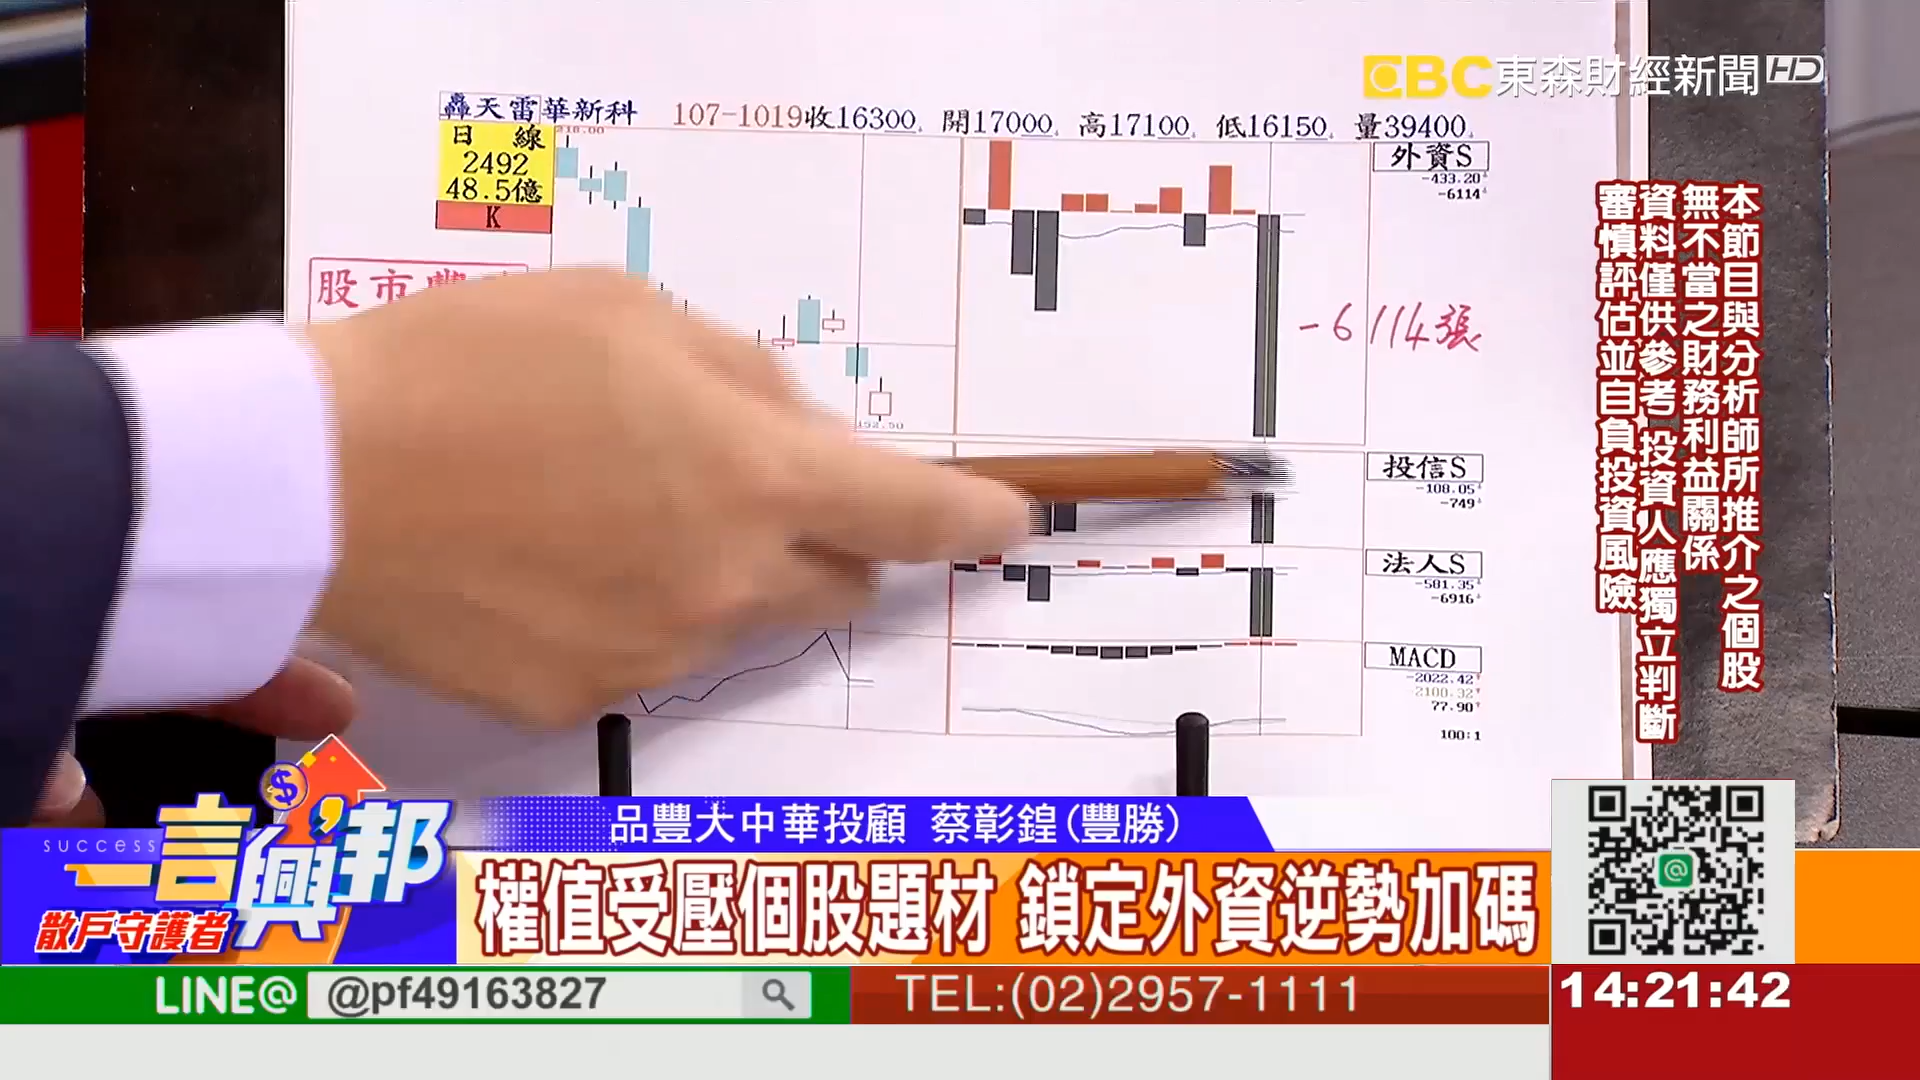 EBC 東森財經新聞 HD
轟天雷華新科 107-1019收16300 開17000 高17100 低16150 量39400
日 線
2492
48.5億
K
218.00
152.50
外資S
-433.20
-6114
-6114張
股市
投信S
-108.05
-749
法人S
-581.35
-6916
MACD
-2022.42
-2100.32
77.90
100:1
本節目與分析師所推介之個股
無不當之財務利益關係
資料僅供參考 投資人應獨立判斷
審慎評估並自負投資風險
success
一言興邦
散戶守護者
品豐大中華投顧 蔡彰鍠(豐勝)
權值受壓個股題材 鎖定外資逆勢加碼
LINE@ @pf49163827
TEL:(02)2957-1111
14:21:42